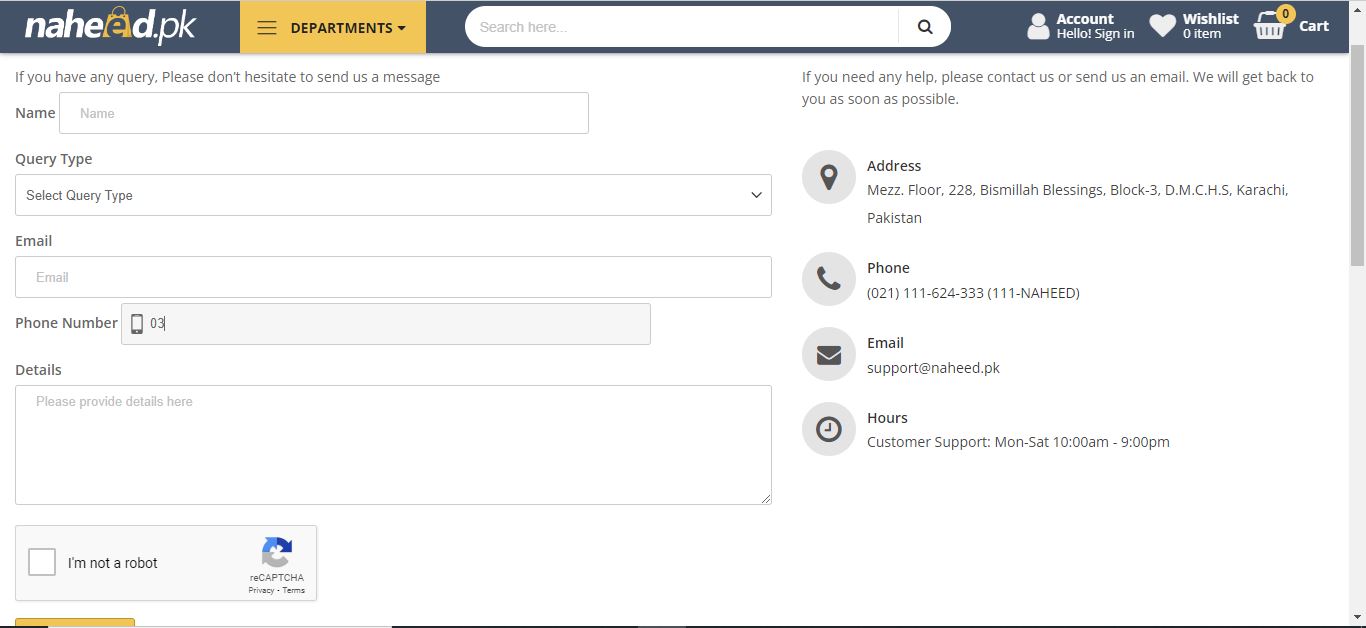 naheed.pk
DEPARTMENTS
Search here...
Account
Hello! Sign in
Wishlist
0 item
0
Cart
If you have any query, Please don’t hesitate to send us a message
Name
Name
Query Type
Select Query Type
Email
Email
Phone Number
03
Details
Please provide details here
I'm not a robot
reCAPTCHA
Privacy - Terms
If you need any help, please contact us or send us an email. We will get back to
you as soon as possible.
Address
Mezz. Floor, 228, Bismillah Blessings, Block-3, D.M.C.H.S, Karachi,
Pakistan
Phone
(021) 111-624-333 (111-NAHEED)
Email
support@naheed.pk
Hours
Customer Support: Mon-Sat 10:00am - 9:00pm